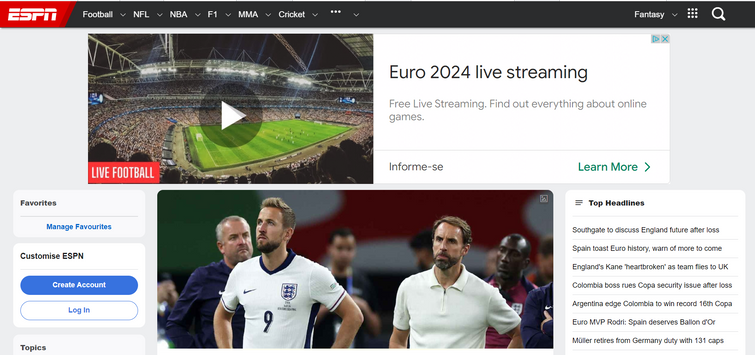 ESPN
Football NFL NBA F1 MMA Cricket ••• Fantasy
LIVE FOOTBALL
Euro 2024 live streaming
Free Live Streaming. Find out everything about online
games.
Informe-se Learn More
Favorites
Manage Favourites
Customise ESPN
Create Account
Log In
Topics
9
Top Headlines
Southgate to discuss England future after loss
Spain toast Euro history, warn of more to come
England's Kane 'heartbroken' as team flies to UK
Colombia boss rues Copa security issue after loss
Argentina edge Colombia to win record 16th Copa
Euro MVP Rodri: Spain deserves Ballon d'Or
Müller retires from Germany duty with 131 caps